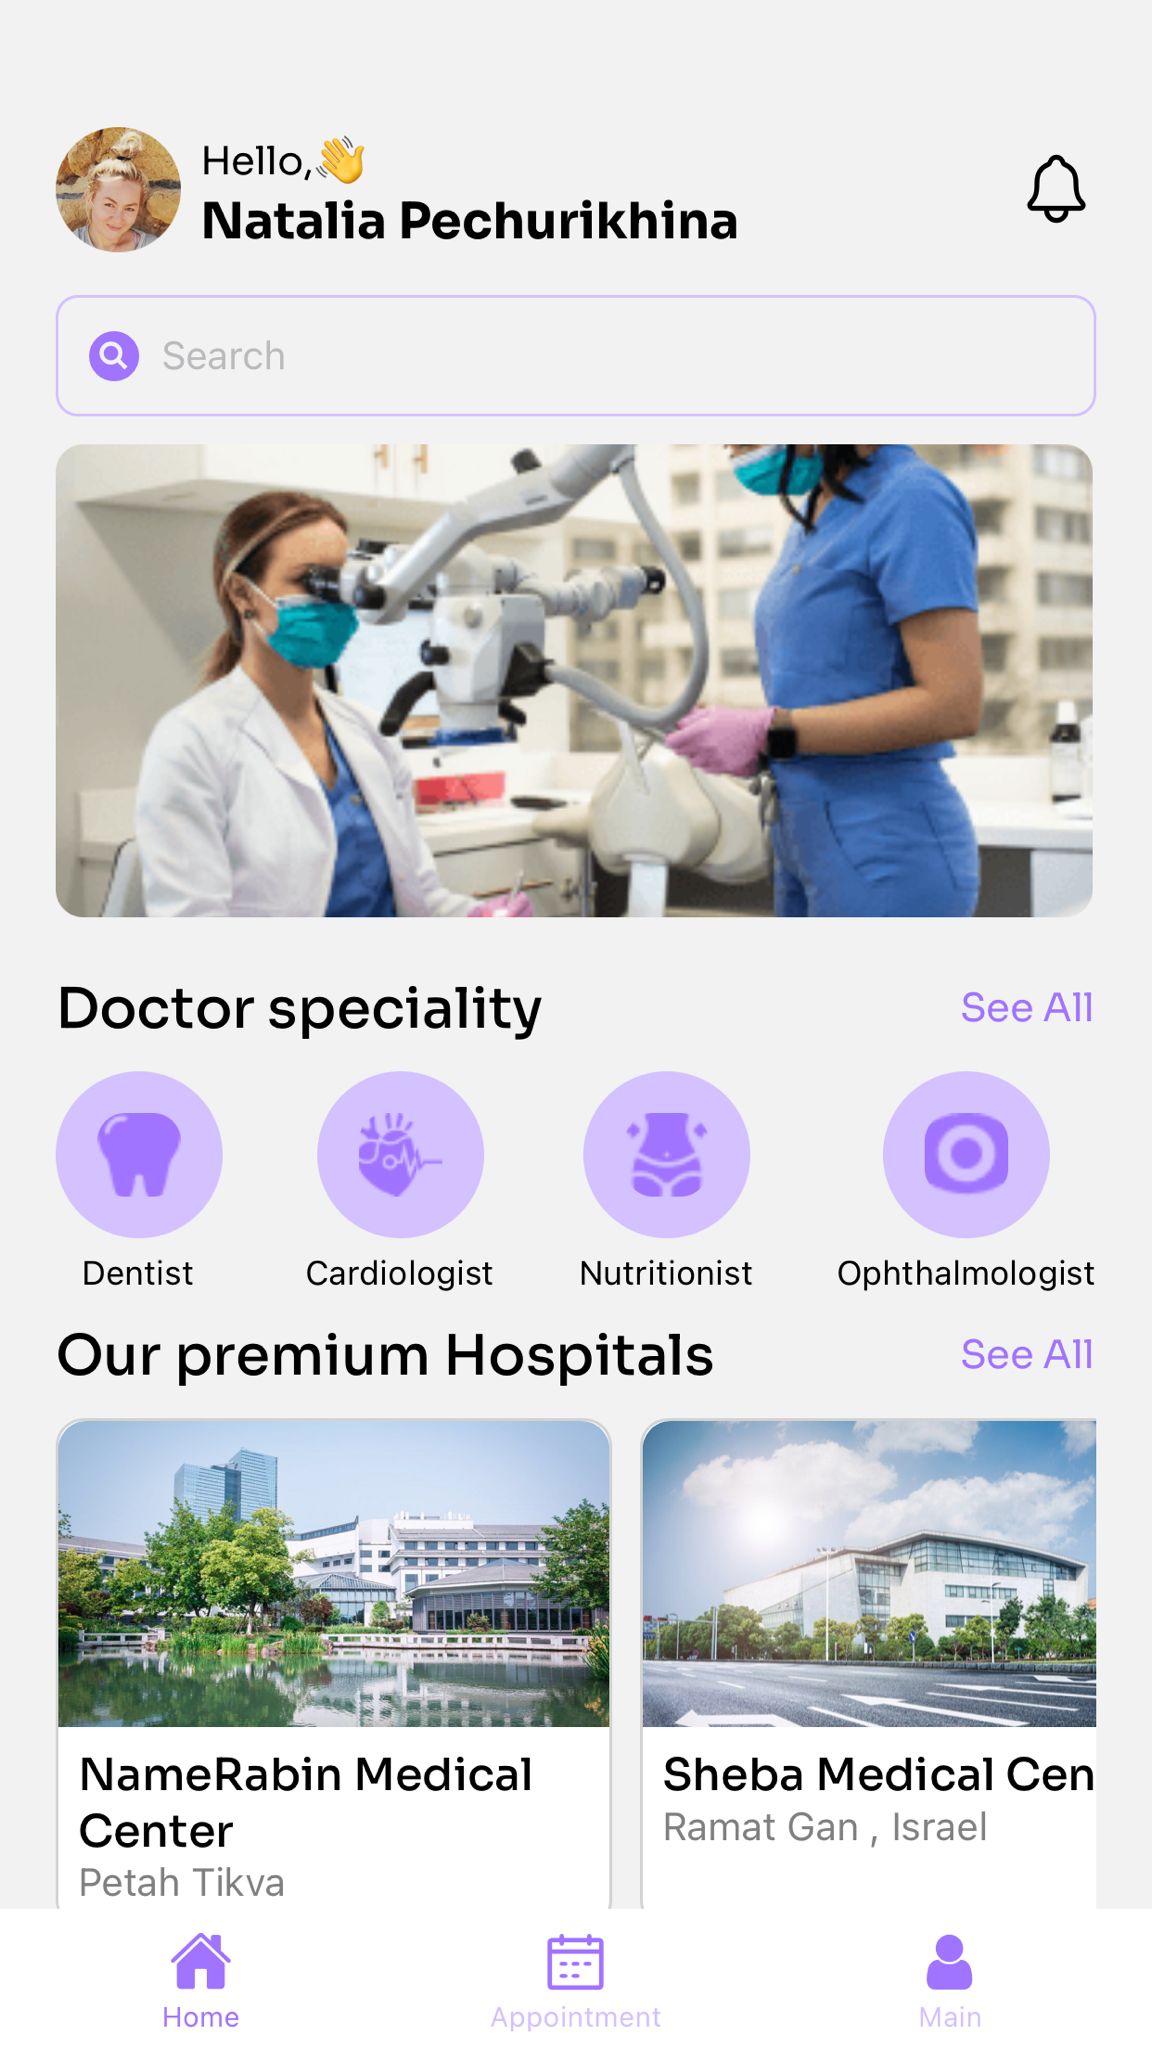 Hello,👋
Natalia Pechurikhina
Search
Doctor speciality
See All
Dentist
Cardiologist
Nutritionist
Ophthalmologist
Our premium Hospitals
See All
NameRabin Medical
Center
Petah Tikva
Sheba Medical Cen
Ramat Gan , Israel
Home
Appointment
Main